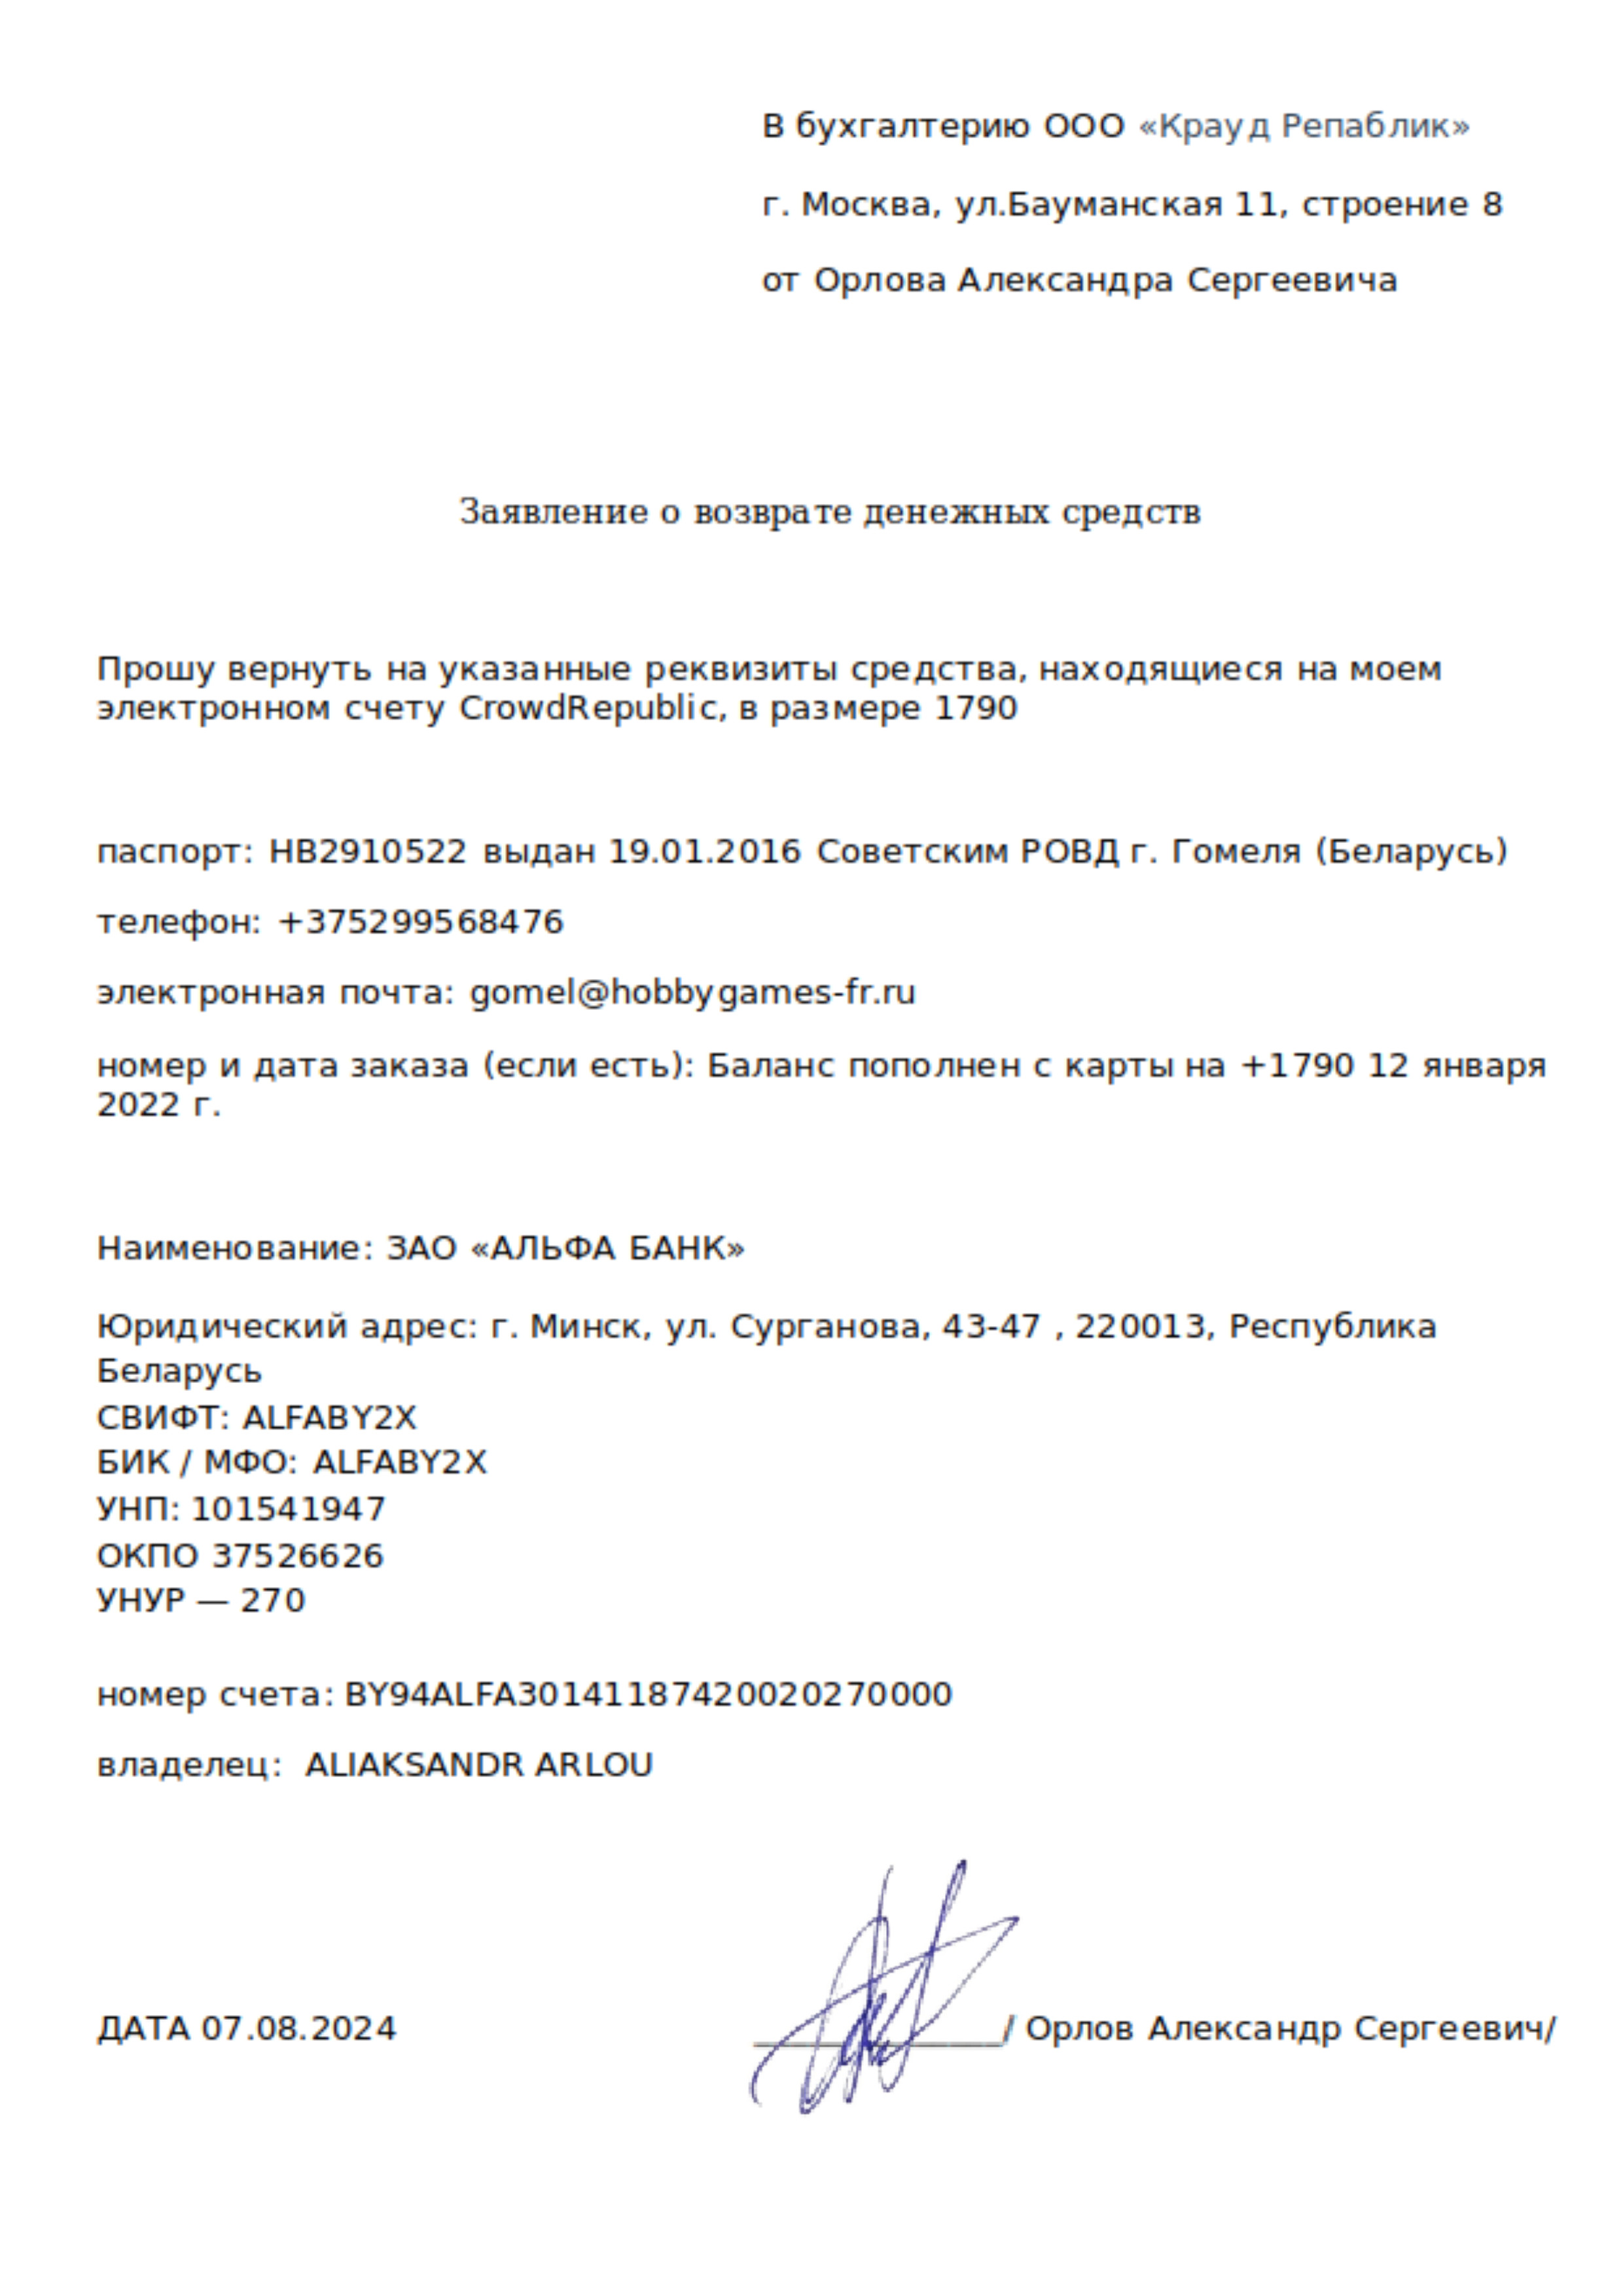 В бухгалтерию ООО «Крауд Репаблик»
г. Москва, ул.Бауманская 11, строение 8
от Орлова Александра Сергеевича
Заявление о возврате денежных средств
Прошу вернуть на указанные реквизиты средства, находящиеся на моем
электронном счету CrowdRepublic, в размере 1790
паспорт: НВ2910522 выдан 19.01.2016 Советским РОВД г. Гомеля (Беларусь)
телефон: +375299568476
электронная почта: gomel@hobbygames-fr.ru
номер и дата заказа (если есть): Баланс пополнен с карты на +1790 12 января
2022 г.
Наименование: ЗАО «АЛЬФА БАНК»
Юридический адрес: г. Минск, ул. Сурганова, 43-47 , 220013, Республика
Беларусь
СВИФТ: ALFABY2X
БИК / МФО: ALFABY2X
УНП: 101541947
ОКПО 37526626
УНУР — 270
номер счета: BY94ALFA30141187420020270000
владелец: ALIAKSANDR ARLOU
ДАТА 07.08.2024 _______________/ Орлов Александр Сергеевич/